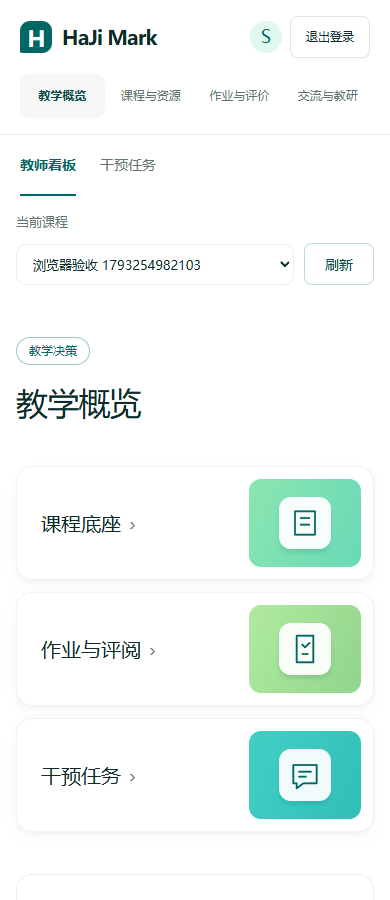 H HaJi Mark
S
退出登录
教学概览 课程与资源 作业与评价 交流与教研
教师看板 干预任务
当前课程
浏览器验收 1793254982103
刷新
教学决策
教学概览
课程底座 ›
作业与评阅 ›
干预任务 ›